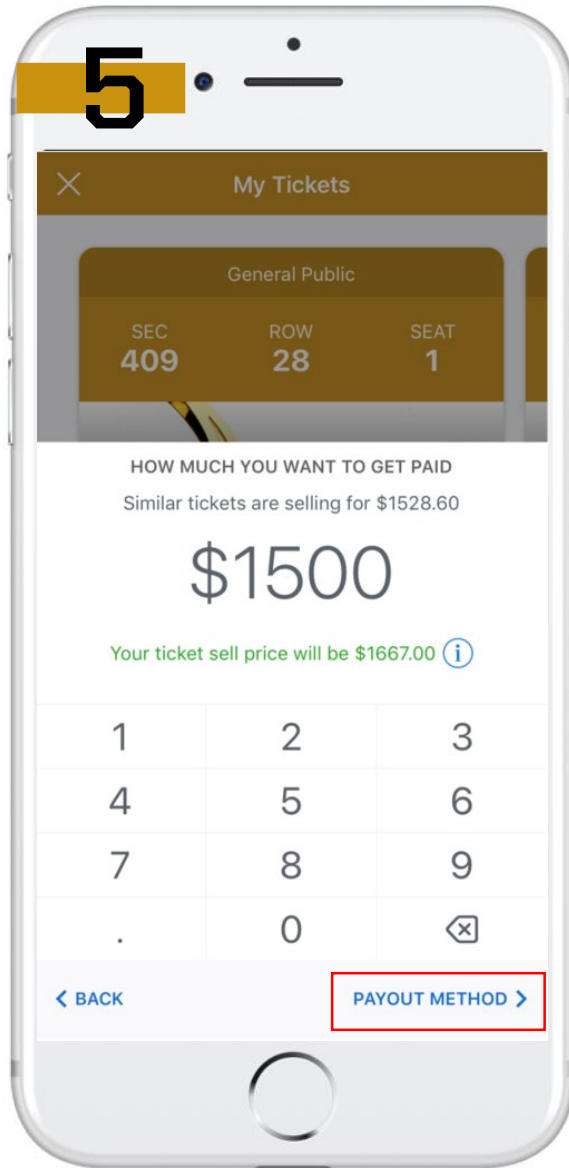 5
My Tickets
General Public
SEC ROW SEAT
409 28 1
HOW MUCH YOU WANT TO GET PAID
Similar tickets are selling for $1528.60
$1500
Your ticket sell price will be $1667.00 i
1 2 3
4 5 6
7 8 9
. 0
BACK PAYOUT METHOD